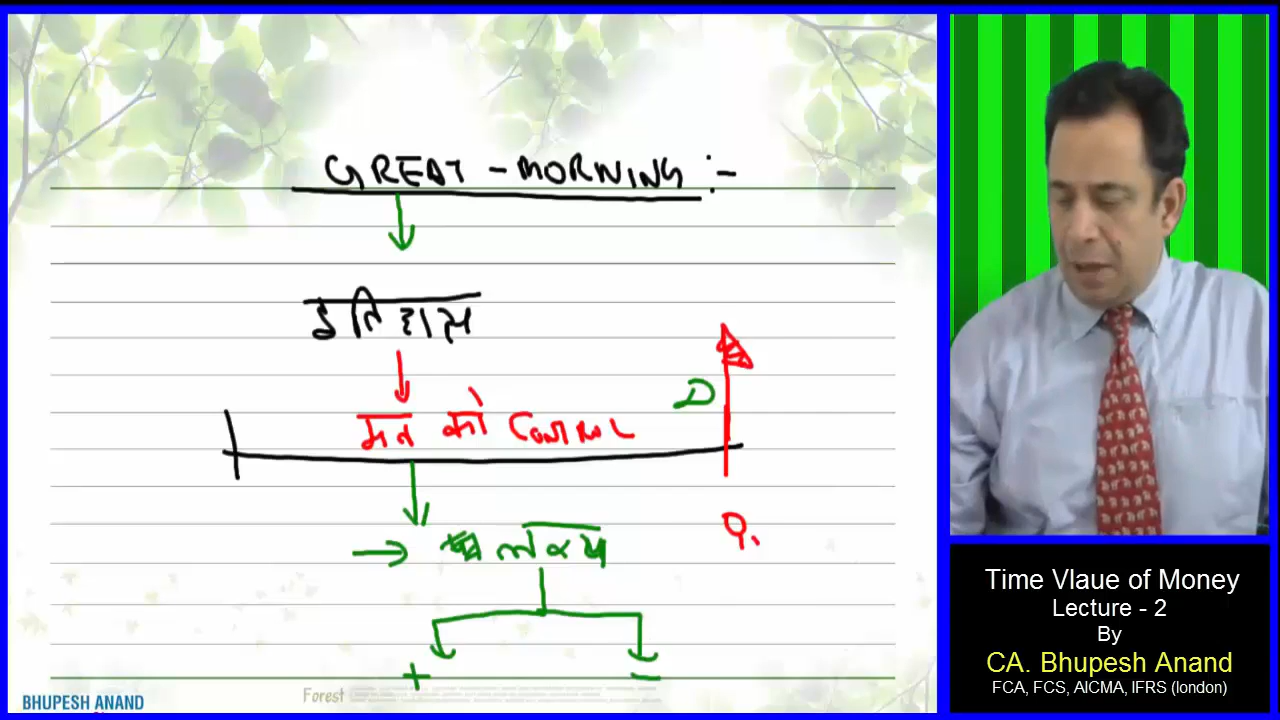 GREAT - MORNING :-
इतिहास
मन को CONTROL
D
→ लक्ष्य
+ -
BHUPESH ANAND
Forest
Time Vlaue of Money
Lecture - 2
By
CA. Bhupesh Anand
FCA, FCS, AICMA, IFRS (london)